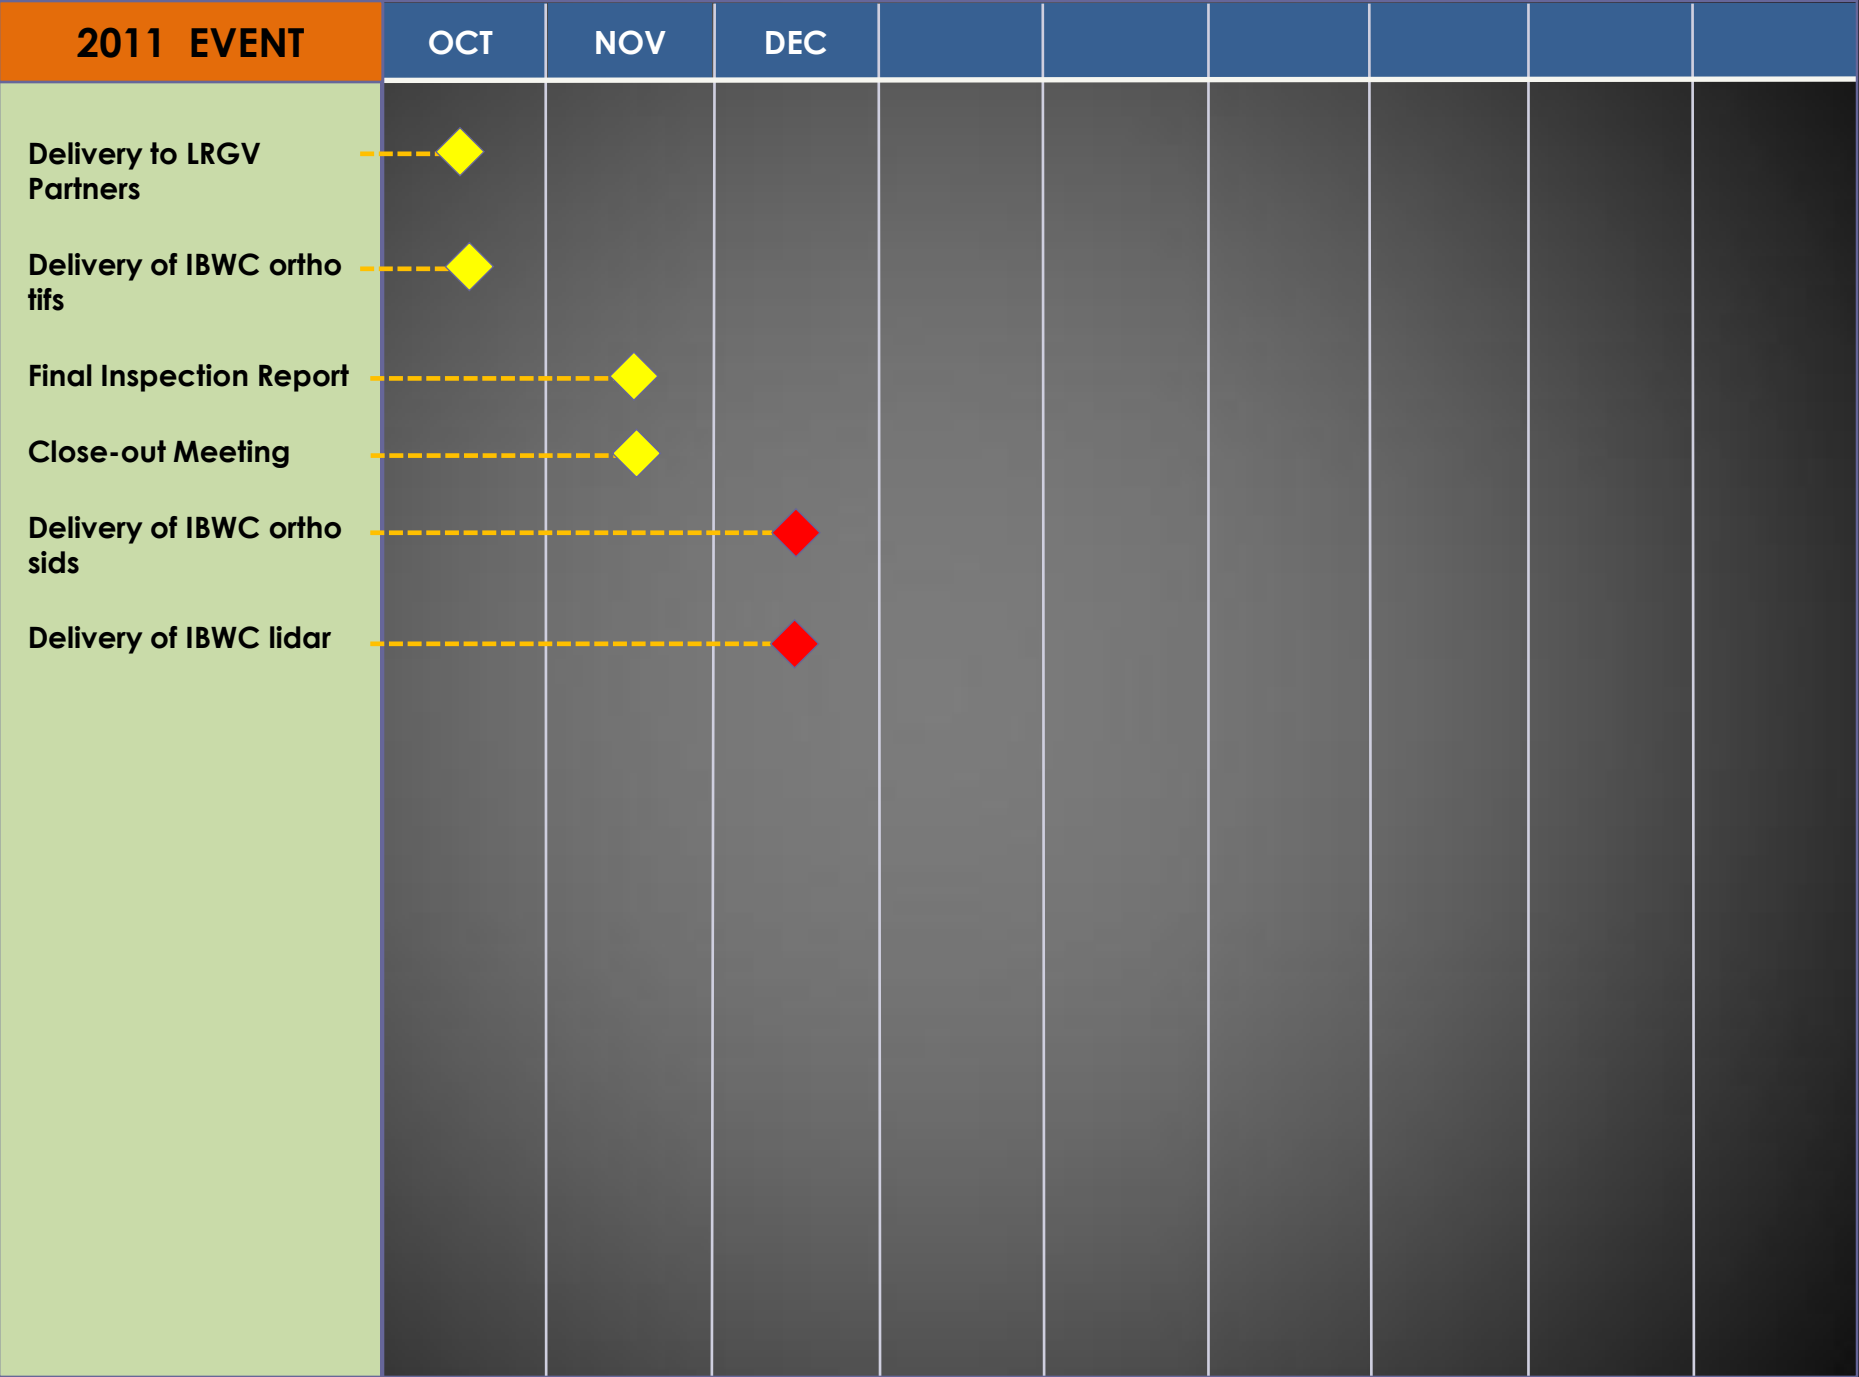 2011 EVENT OCT NOV DEC
Delivery to LRGV
Partners
Delivery of IBWC ortho
tifs
Final Inspection Report
Close-out Meeting
Delivery of IBWC ortho
sids
Delivery of IBWC lidar